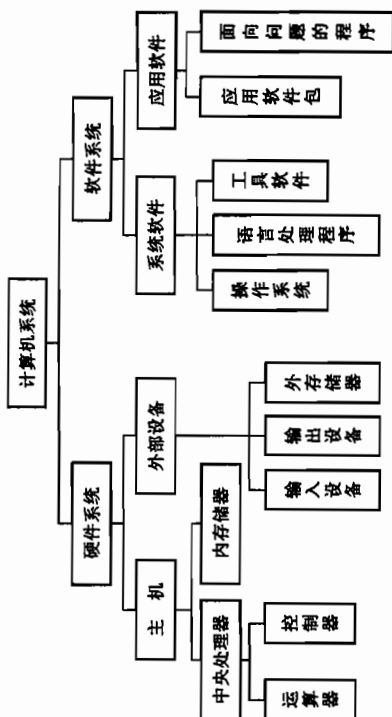 计算机系统
硬件系统
软件系统
主 机
外部设备
系统软件
应用软件
中央处理器
内存储器
输入设备
输出设备
外存储器
操作系统
语言处理程序
工具软件
应用软件包
面向问题的程序
运算器
控制器